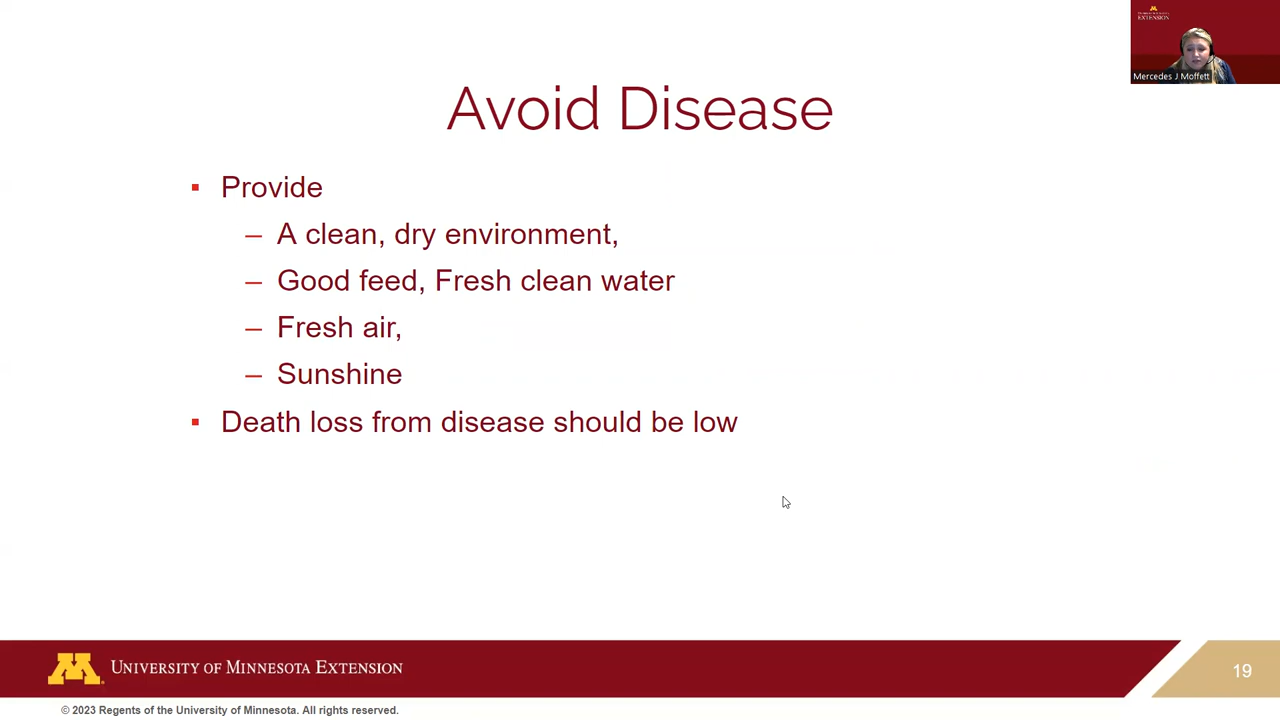 EXTENSION
Mercedes J Moffett
Avoid Disease
▪ Provide
– A clean, dry environment,
– Good feed, Fresh clean water
– Fresh air,
– Sunshine
▪ Death loss from disease should be low
M UNIVERSITY OF MINNESOTA EXTENSION
19
© 2023 Regents of the University of Minnesota. All rights reserved.